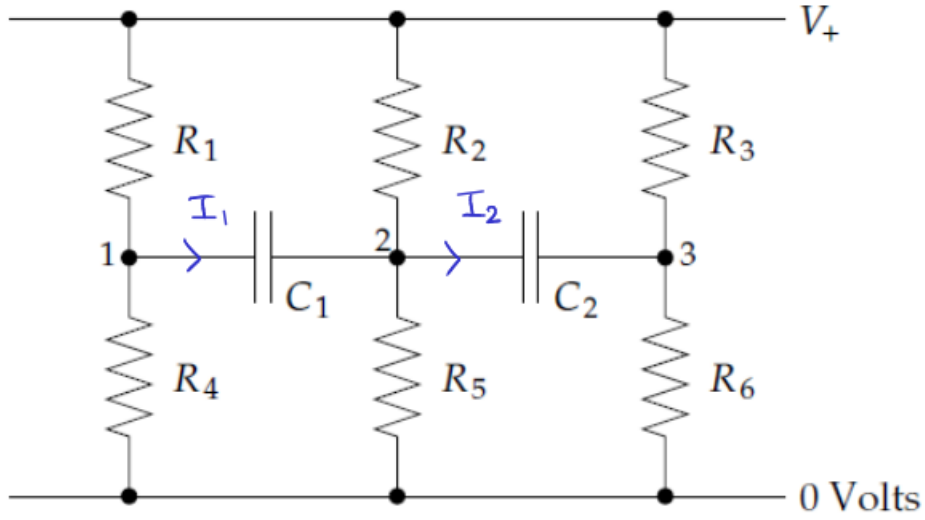 V₊
R₁ R₂ R₃
I₁ I₂
1 2 3
C₁ C₂
R₄ R₅ R₆
0 Volts